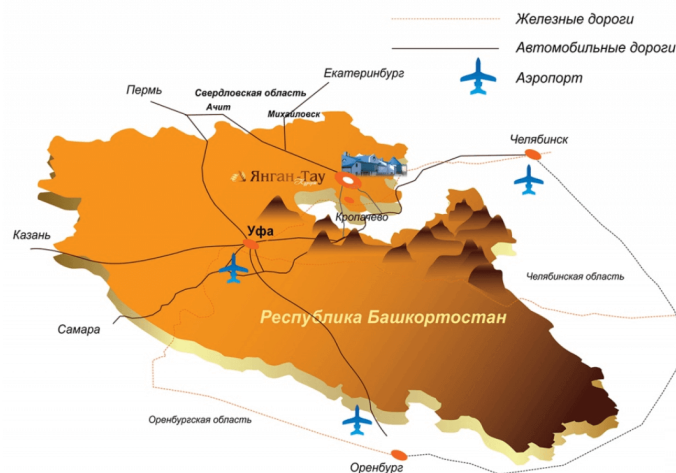 Железные дороги
Автомобильные дороги
Аэропорт
Екатеринбург
Свердловская область
Пермь
Ачит
Михайловск
Челябинск
Янган-Тау
Кропачево
Казань
Уфа
Челябинская область
Республика Башкортостан
Самара
Оренбургская область
Оренбург